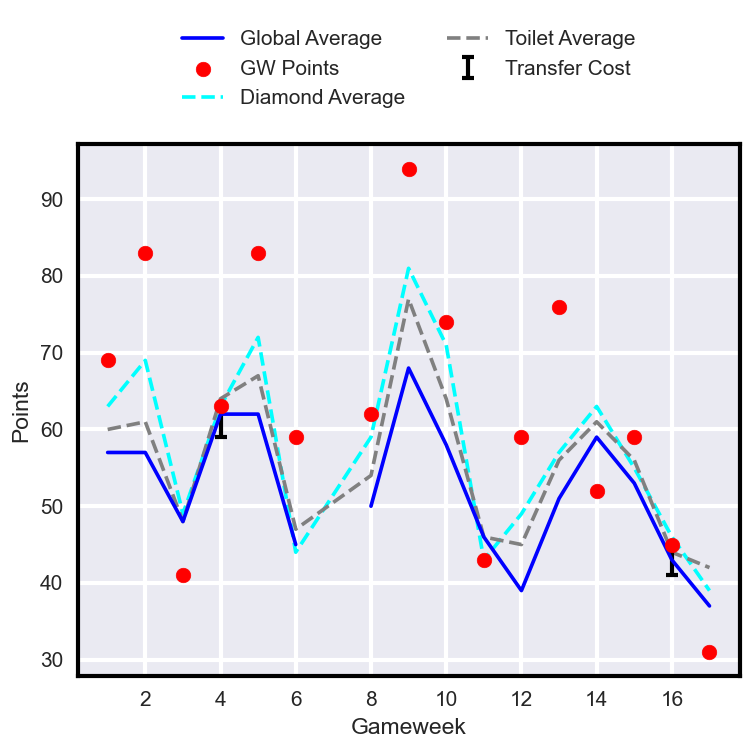 Global Average
GW Points
Diamond Average
Toilet Average
Transfer Cost
Points
90
80
70
60
50
40
30
2 4 6 8 10 12 14 16
Gameweek